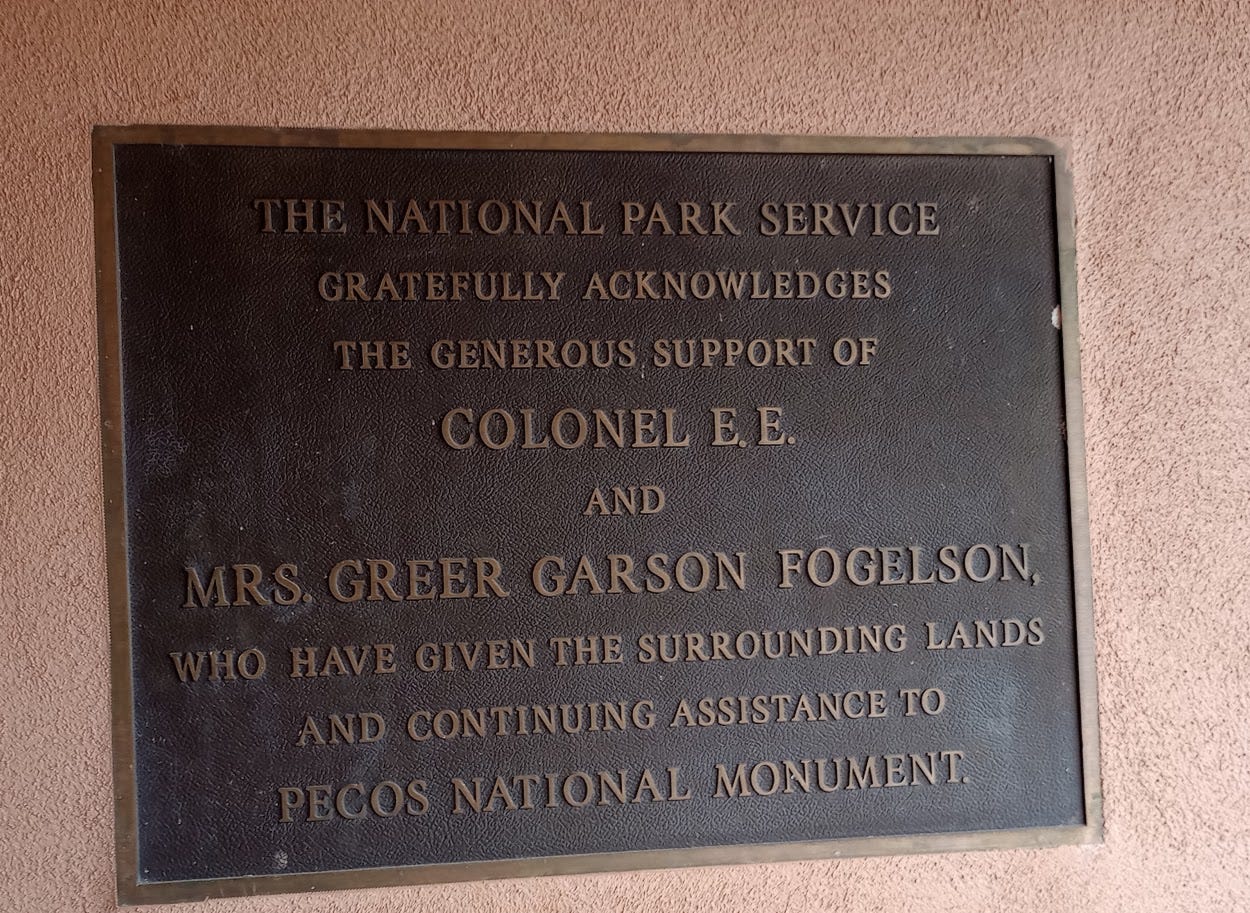 THE NATIONAL PARK SERVICE
GRATEFULLY ACKNOWLEDGES
THE GENEROUS SUPPORT OF
COLONEL E.E.
AND
MRS. GREER GARSON FOGELSON,
WHO HAVE GIVEN THE SURROUNDING LANDS
AND CONTINUING ASSISTANCE TO
PECOS NATIONAL MONUMENT.